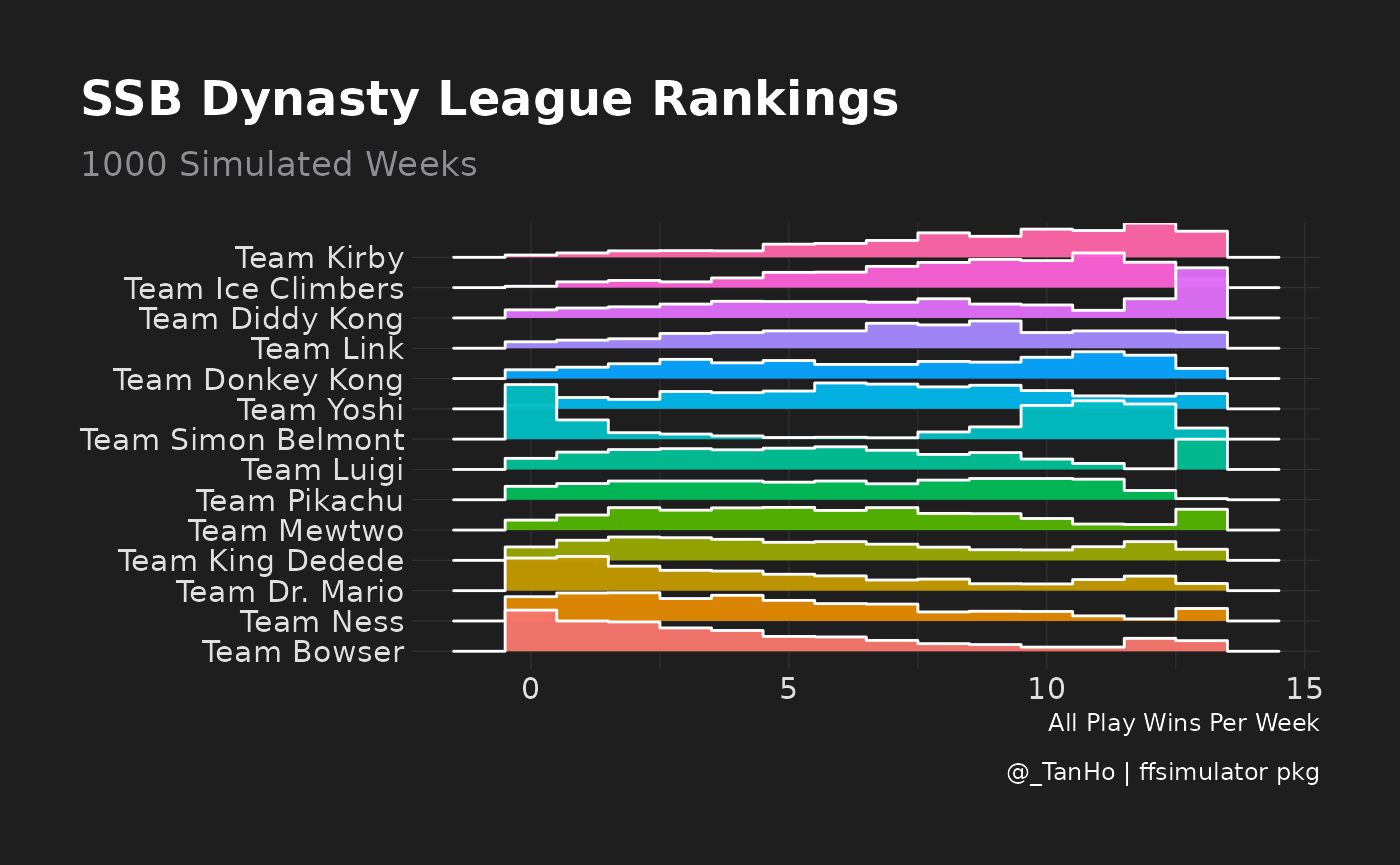 SSB Dynasty League Rankings
1000 Simulated Weeks
Team Kirby
Team Ice Climbers
Team Diddy Kong
Team Link
Team Donkey Kong
Team Yoshi
Team Simon Belmont
Team Luigi
Team Pikachu
Team Mewtwo
Team King Dedede
Team Dr. Mario
Team Ness
Team Bowser
0 5 10 15
All Play Wins Per Week
@_TanHo | ffsimulator pkg